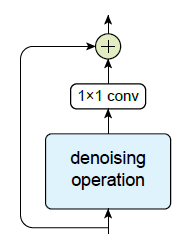 1×1 conv
denoising
operation